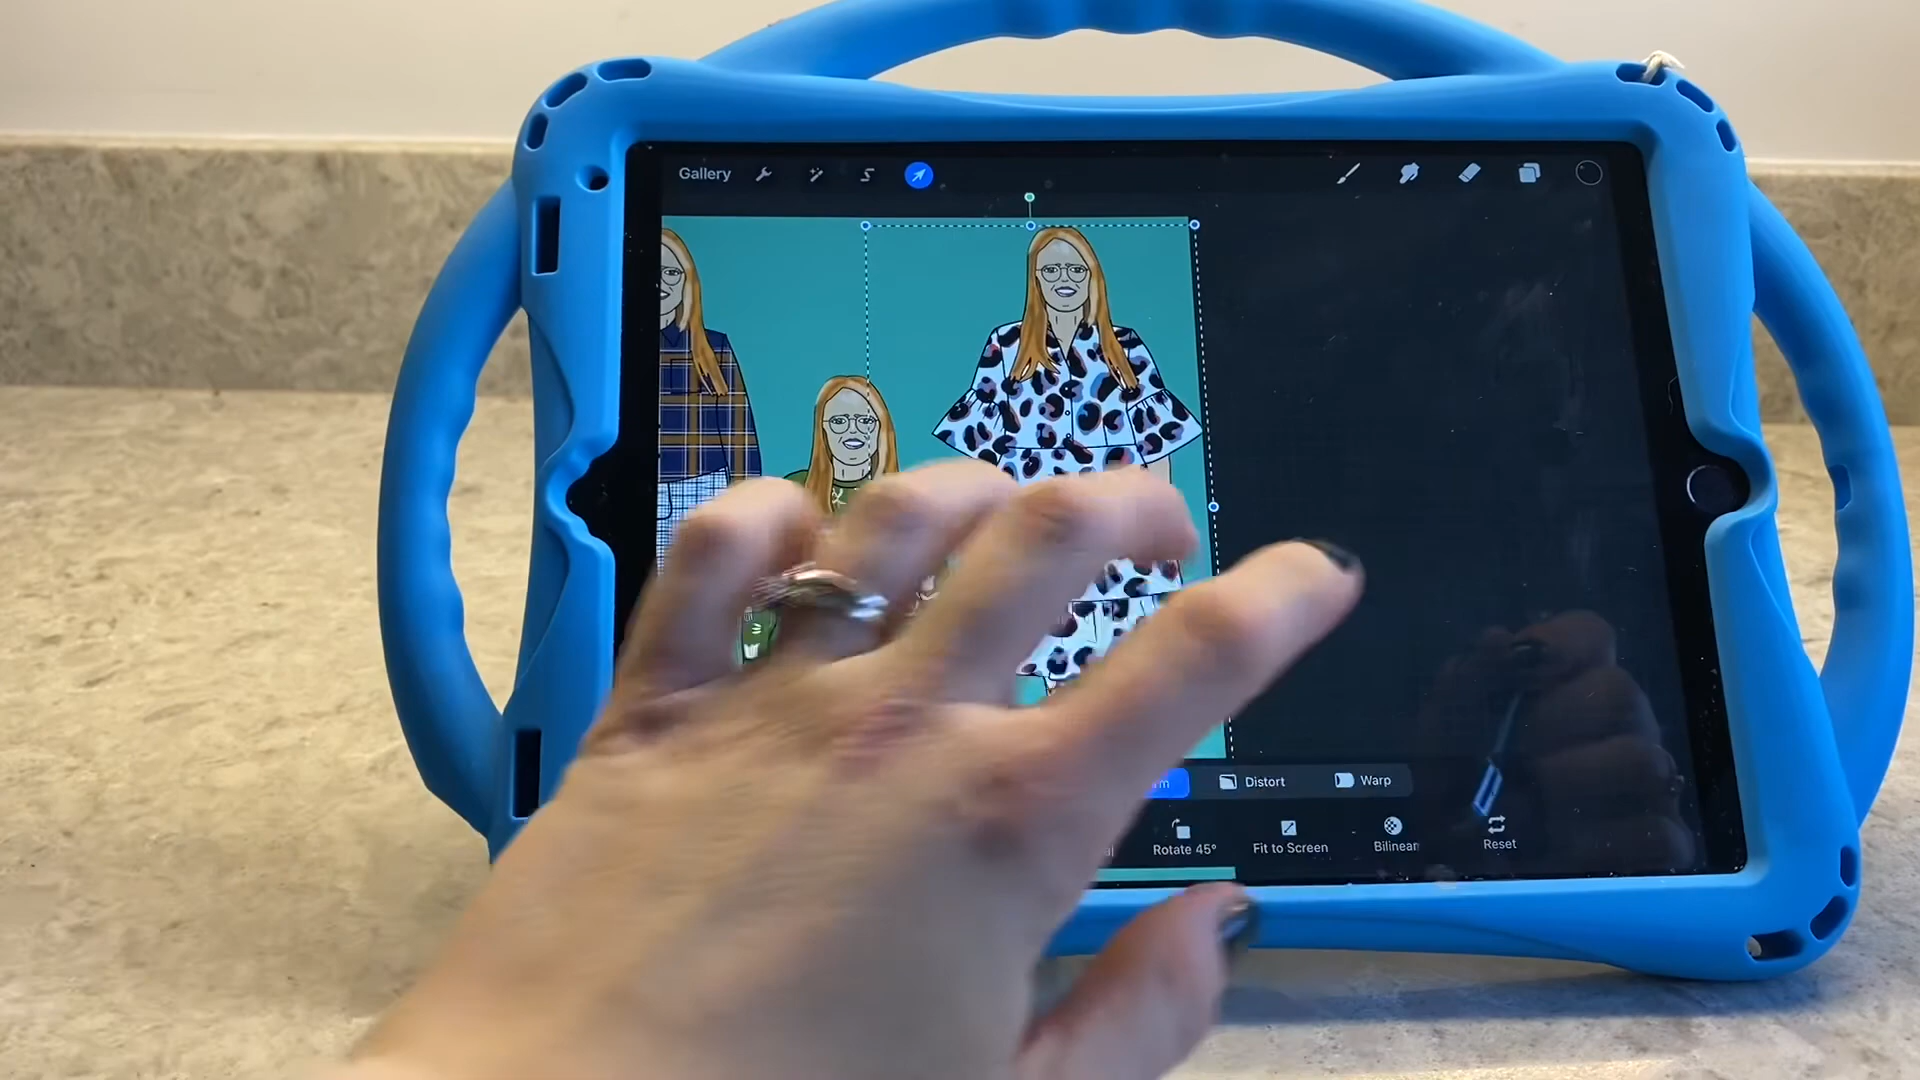 Gallery
Distort
Warp
Rotate 45°
Fit to Screen
Bilinear
Reset